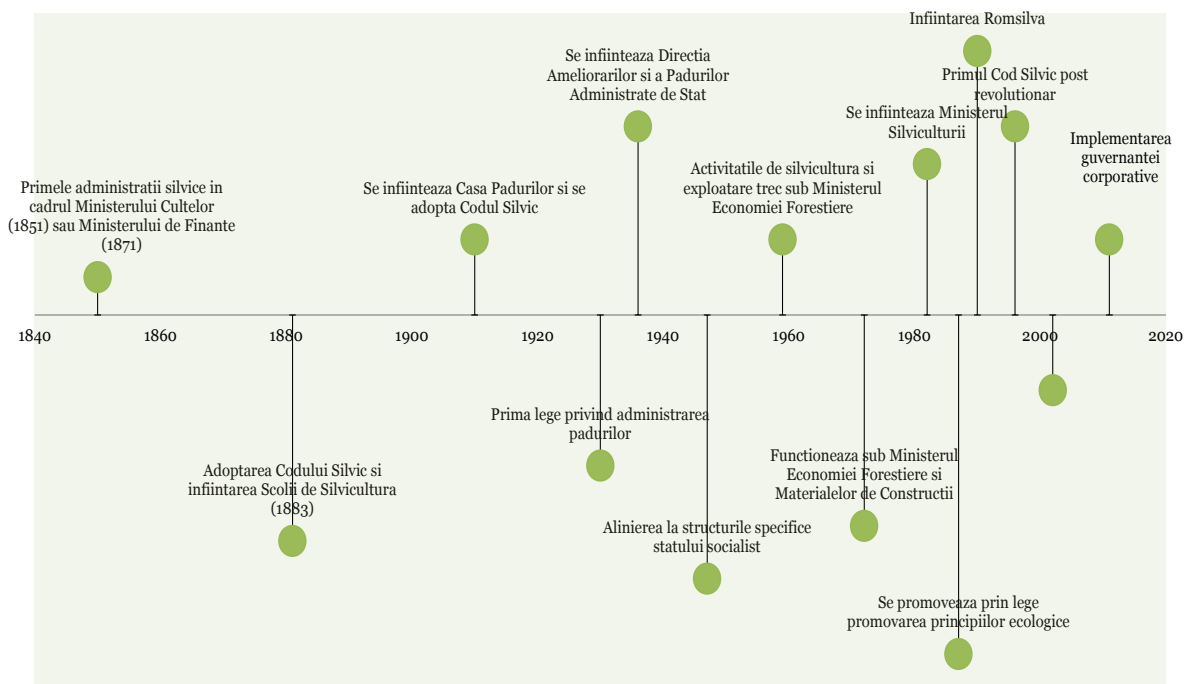 Infiintarea Romsilva
Se infiinteaza Directia
Ameliorarilor si a Padurilor
Administrate de Stat
Primul Cod Silvic post
revolutionar
Se infiinteaza Ministerul
Silviculturii
Implementarea
guvernantei
corporative
Activitatile de silvicultura si
exploatare trec sub Ministerul
Economiei Forestiere
Primele administratii silvice in
cadrul Ministerului Cultelor
(1851) sau Ministerului de Finante
(1871)
Se infiinteaza Casa Padurilor si se
adopta Codul Silvic
1840
1860
1880
1900
1920
1940
1960
1980
2000
2020
Prima lege privind administrarea
padurilor
Adoptarea Codului Silvic si
infiintarea Scolii de Silvicultura
(1883)
Functioneaza sub Ministerul
Economiei Forestiere si
Materialelor de Constructii
Alinierea la structurile specifice
statului socialist
Se promoveaza prin lege
promovarea principiilor ecologice